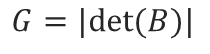 G = |det(B)|